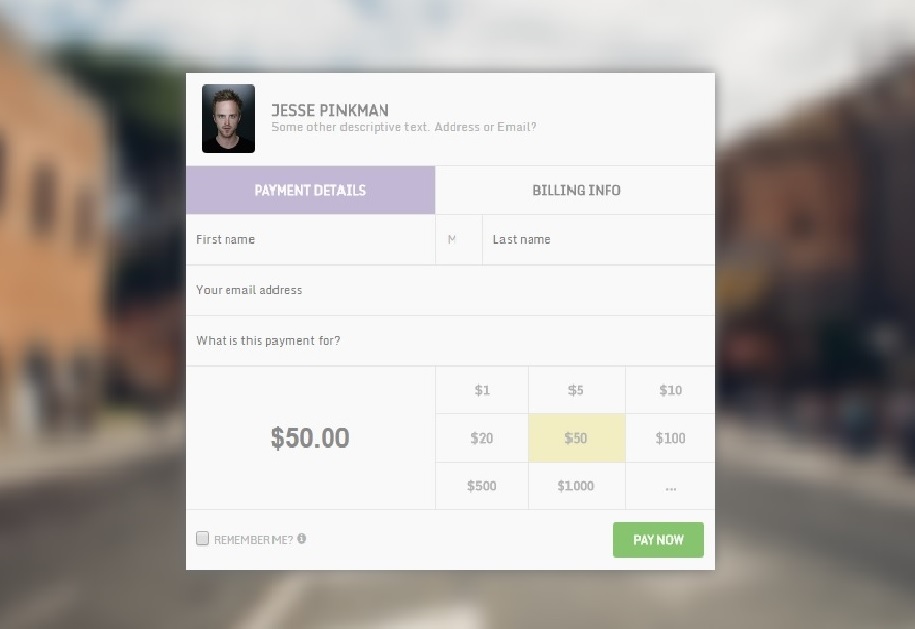 JESSE PINKMAN
Some other descriptive text. Address or Email?
PAYMENT DETAILS BILLING INFO
First name M Last name
Your email address
What is this payment for?
$1 $5 $10
$50.00 $20 $50 $100
$500 $1000 ...
REMEMBER ME? PAY NOW